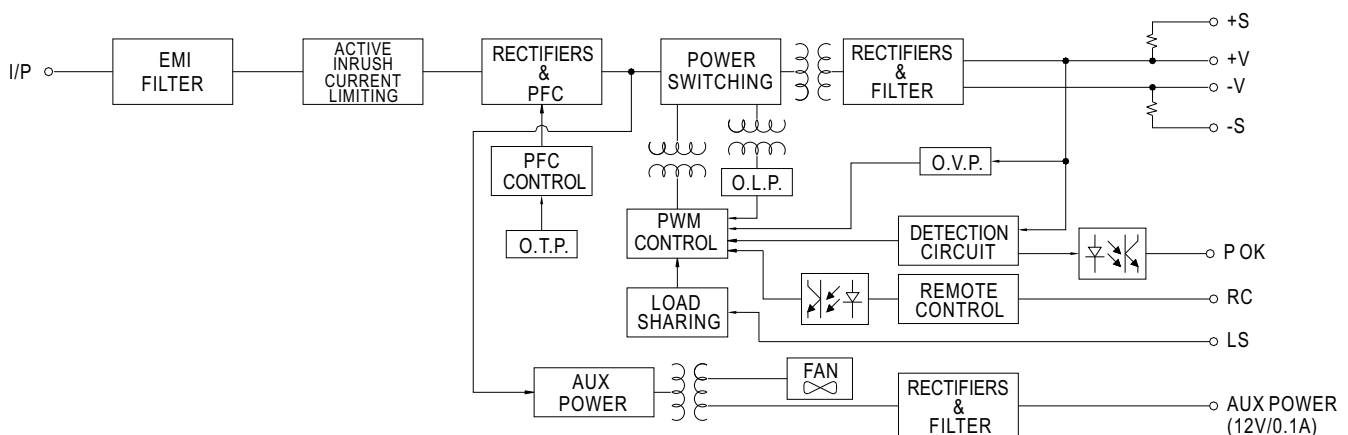 +S
I/P
EMI
FILTER
ACTIVE
INRUSH
CURRENT
LIMITING
RECTIFIERS
&
PFC
POWER
SWITCHING
RECTIFIERS
&
FILTER
+V
-V
-S
PFC
CONTROL
O.L.P.
O.V.P.
O.T.P.
PWM
CONTROL
DETECTION
CIRCUIT
P OK
LOAD
SHARING
REMOTE
CONTROL
RC
LS
AUX
POWER
FAN
RECTIFIERS
&
FILTER
AUX POWER
(12V/0.1A)